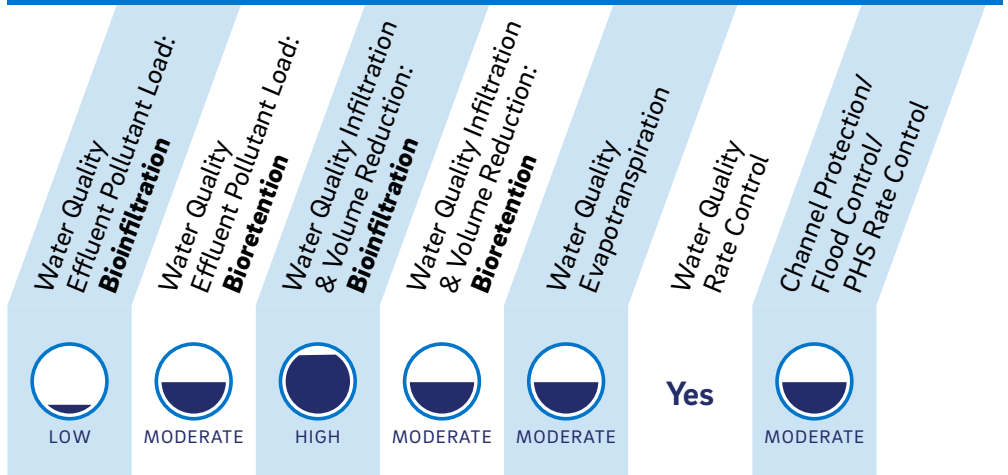 Water Quality
Effluent Pollutant Load:
Bioinfiltration
Water Quality
Effluent Pollutant Load:
Bioretention
Water Quality Infiltration
& Volume Reduction:
Bioinfiltration
Water Quality Infiltration
& Volume Reduction:
Bioretention
Water Quality
Evapotranspiration
Water Quality
Rate Control
Channel Protection/
Flood Control/
PHS Rate Control
LOW
MODERATE
HIGH
MODERATE
MODERATE
Yes
MODERATE